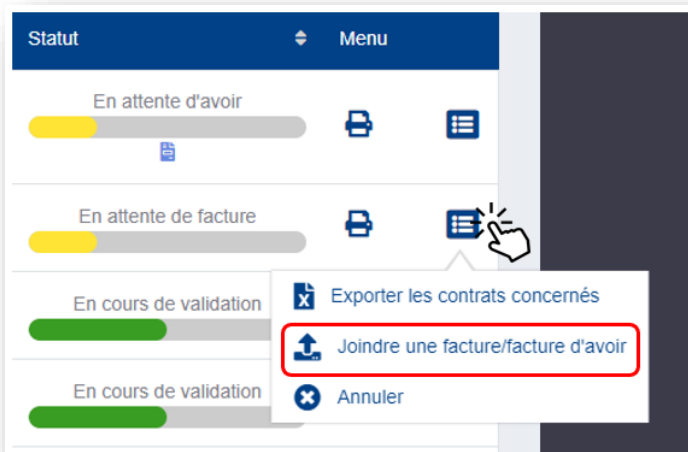 Statut Menu
En attente d'avoir
En attente de facture
En cours de validation
Exporter les contrats concernés
Joindre une facture/facture d'avoir
En cours de validation
Annuler